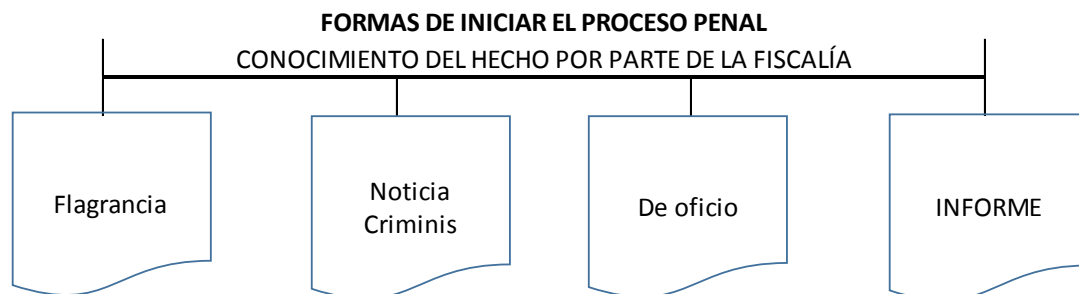 FORMAS DE INICIAR EL PROCESO PENAL
CONOCIMIENTO DEL HECHO POR PARTE DE LA FISCALÍA
Flagrancia
Noticia
Criminis
De oficio
INFORME